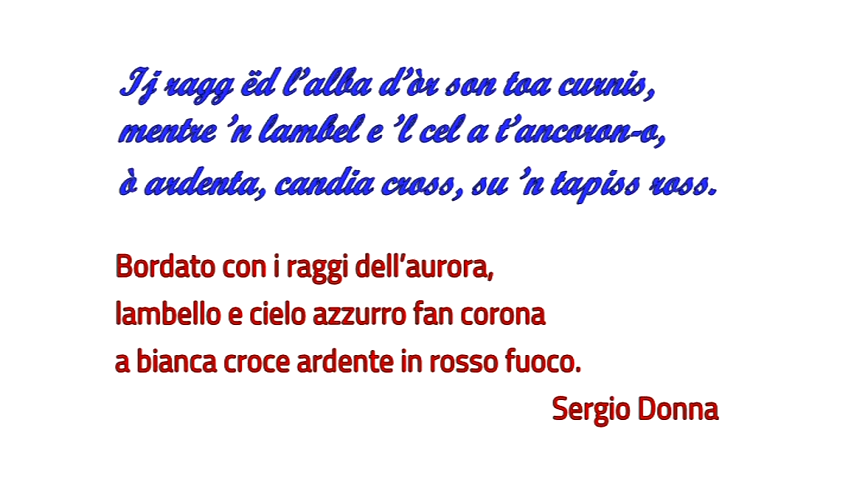 Ij ragg ëd l’alba d’òr son toa curnis,
mentre ’n lambel e ’l cel a t’ancoron-o,
ò ardenta, candia cross, su ’n tapiss ross.
Bordato con i raggi dell’aurora,
lambello e cielo azzurro fan corona
a bianca croce ardente in rosso fuoco.
Sergio Donna